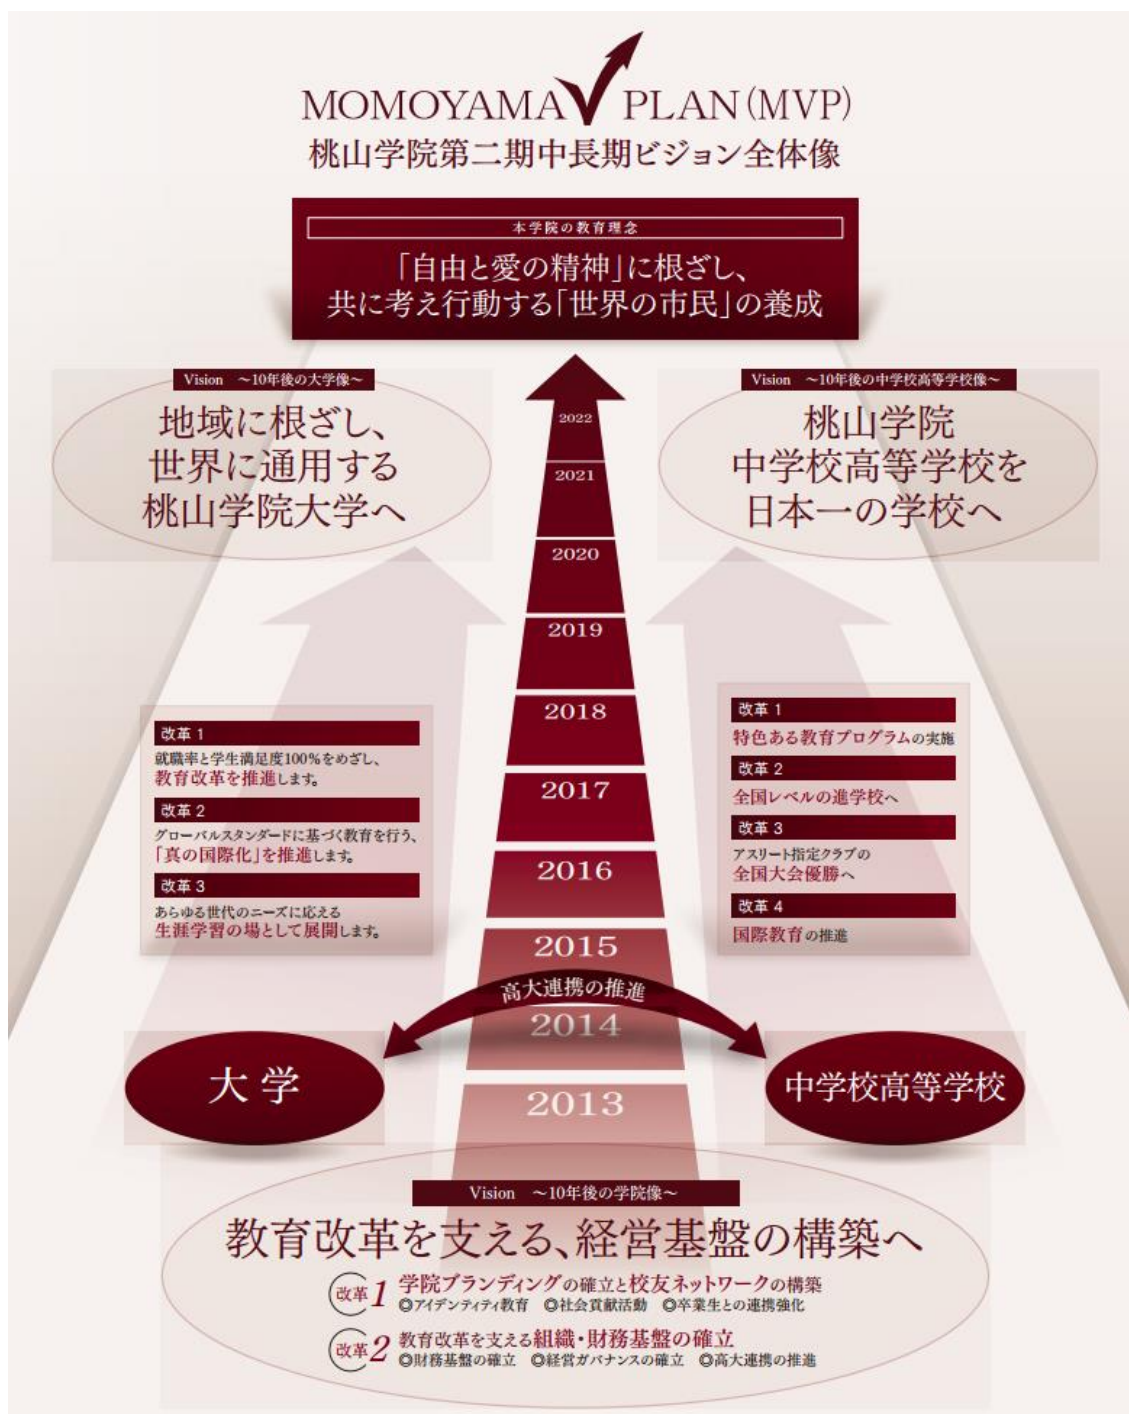 MOMOYAMA V PLAN(MVP)
桃山学院第二期中長期ビジョン全体像
本学院の教育理念
「自由と愛の精神」に根ざし、
共に考え行動する「世界の市民」の養成
Vision ～10年後の大学像～
地域に根ざし、
世界に通用する
桃山学院大学へ
Vision ～10年後の中学校高等学校像～
桃山学院
中学校高等学校を
日本一の学校へ
2022
2021
2020
2019
2018
2017
2016
2015
高大連携の推進
2014
2013
改革 1
就職率と学生満足度100％をめざし、
教育改革を推進します。
改革 2
グローバルスタンダードに基づく教育を行う、
「真の国際化」を推進します。
改革 3
あらゆる世代のニーズに応える
生涯学習の場として展開します。
改革 1
特色ある教育プログラムの実施
改革 2
全国レベルの進学校へ
改革 3
アスリート指定クラブの
全国大会優勝へ
改革 4
国際教育の推進
大学
中学校高等学校
Vision ～10年後の学院像～
教育改革を支える、経営基盤の構築へ
改革1 学院ブランディングの確立と校友ネットワークの構築
◎アイデンティティ教育 ◎社会貢献活動 ◎卒業生との連携強化
改革2 教育改革を支える組織・財務基盤の確立
◎財務基盤の確立 ◎経営ガバナンスの確立 ◎高大連携の推進